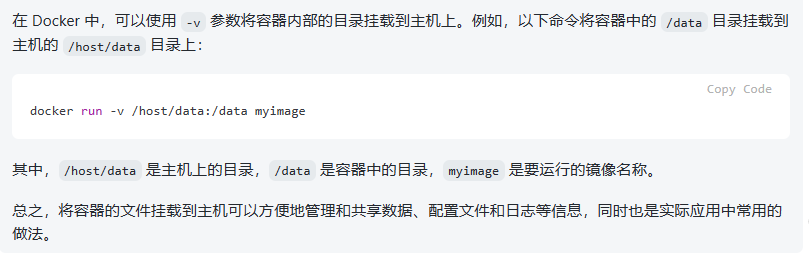 在 Docker 中，可以使用 -v 参数将容器内部的目录挂载到主机上。例如，以下命令将容器中的 /data 目录挂载到
主机的 /host/data 目录上：
Copy Code
docker run -v /host/data:/data myimage
其中，/host/data 是主机上的目录，/data 是容器中的目录，myimage 是要运行的镜像名称。
总之，将容器的文件挂载到主机可以方便地管理和共享数据、配置文件和日志等信息，同时也是实际应用中常用的
做法。